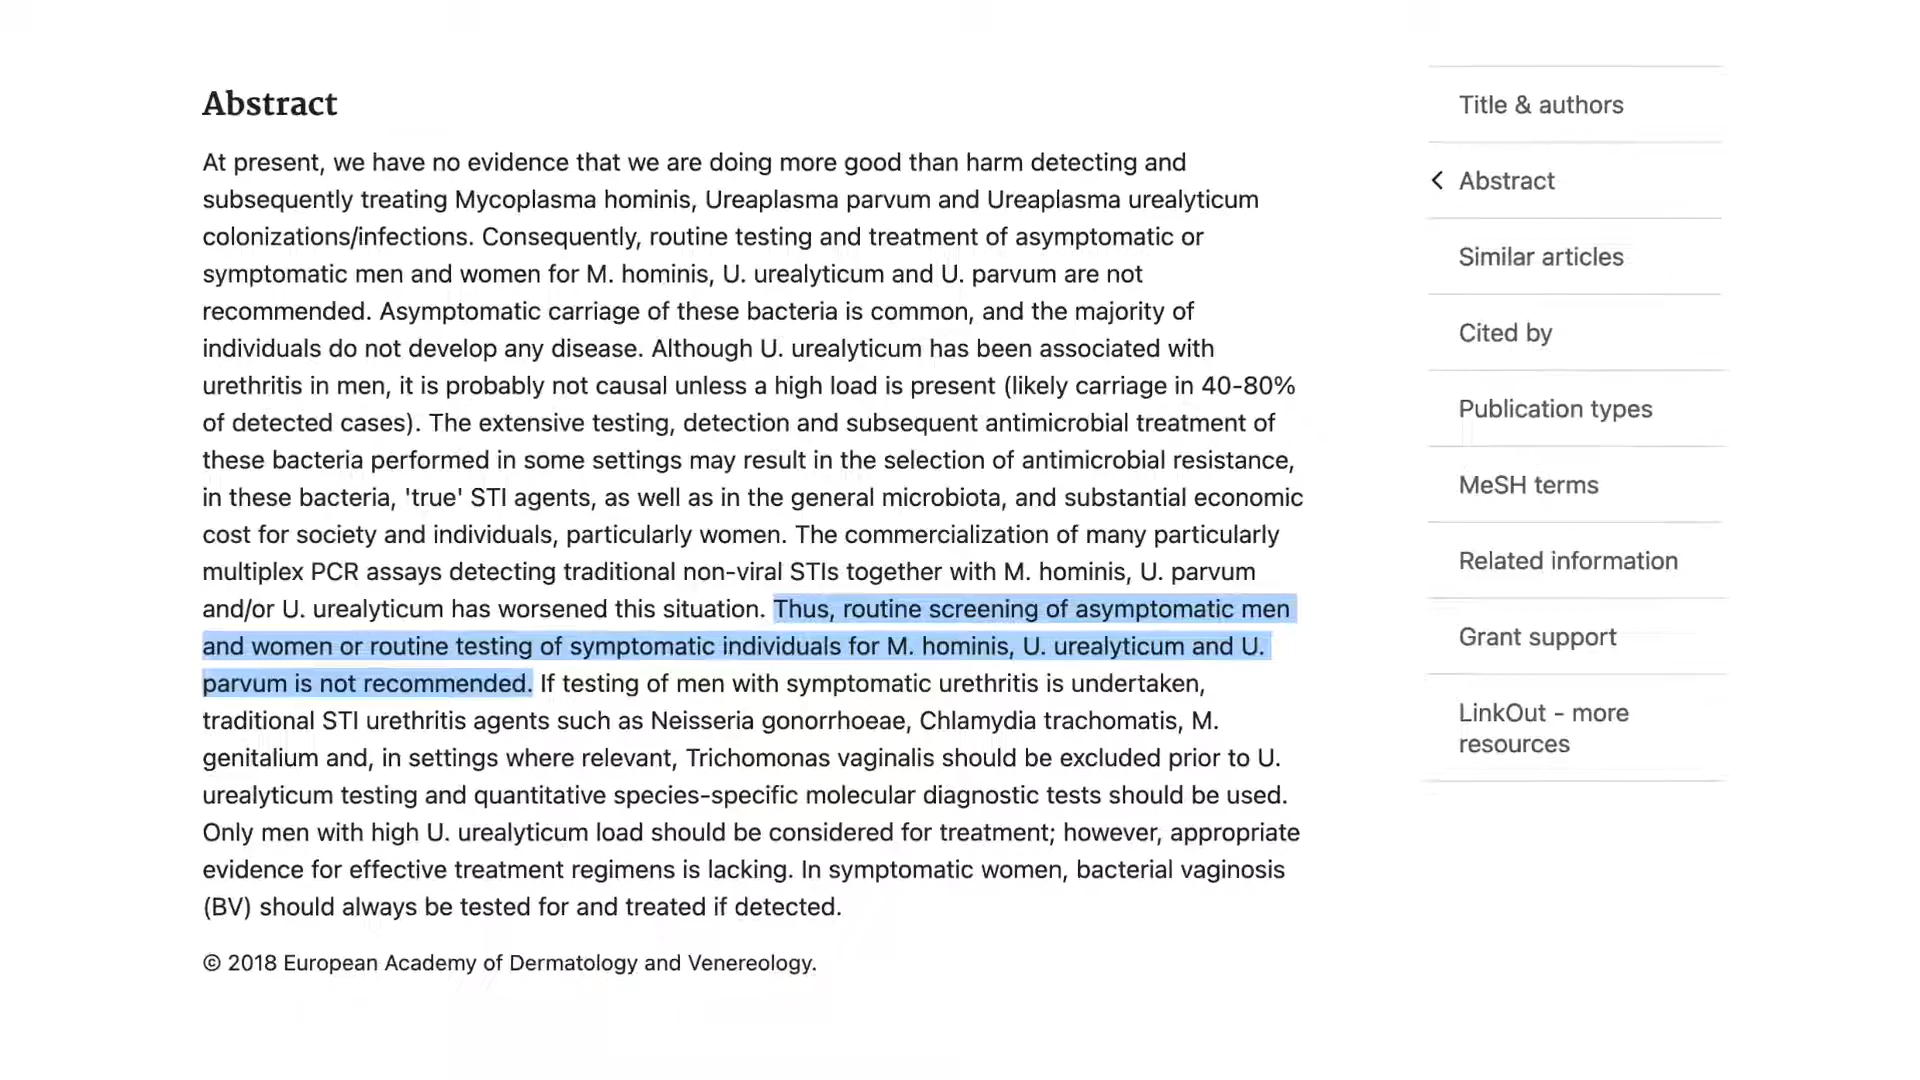 Abstract
At present, we have no evidence that we are doing more good than harm detecting and
subsequently treating Mycoplasma hominis, Ureaplasma parvum and Ureaplasma urealyticum
colonizations/infections. Consequently, routine testing and treatment of asymptomatic or
symptomatic men and women for M. hominis, U. urealyticum and U. parvum are not
recommended. Asymptomatic carriage of these bacteria is common, and the majority of
individuals do not develop any disease. Although U. urealyticum has been associated with
urethritis in men, it is probably not causal unless a high load is present (likely carriage in 40-80%
of detected cases). The extensive testing, detection and subsequent antimicrobial treatment of
these bacteria performed in some settings may result in the selection of antimicrobial resistance,
in these bacteria, 'true' STI agents, as well as in the general microbiota, and substantial economic
cost for society and individuals, particularly women. The commercialization of many particularly
multiplex PCR assays detecting traditional non-viral STIs together with M. hominis, U. parvum
and/or U. urealyticum has worsened this situation. Thus, routine screening of asymptomatic men
and women or routine testing of symptomatic individuals for M. hominis, U. urealyticum and U.
parvum is not recommended. If testing of men with symptomatic urethritis is undertaken,
traditional STI urethritis agents such as Neisseria gonorrhoeae, Chlamydia trachomatis, M.
genitalium and, in settings where relevant, Trichomonas vaginalis should be excluded prior to U.
urealyticum testing and quantitative species-specific molecular diagnostic tests should be used.
Only men with high U. urealyticum load should be considered for treatment; however, appropriate
evidence for effective treatment regimens is lacking. In symptomatic women, bacterial vaginosis
(BV) should always be tested for and treated if detected.
© 2018 European Academy of Dermatology and Venereology.
Title & authors
Abstract
Similar articles
Cited by
Publication types
MeSH terms
Related information
Grant support
LinkOut - more
resources